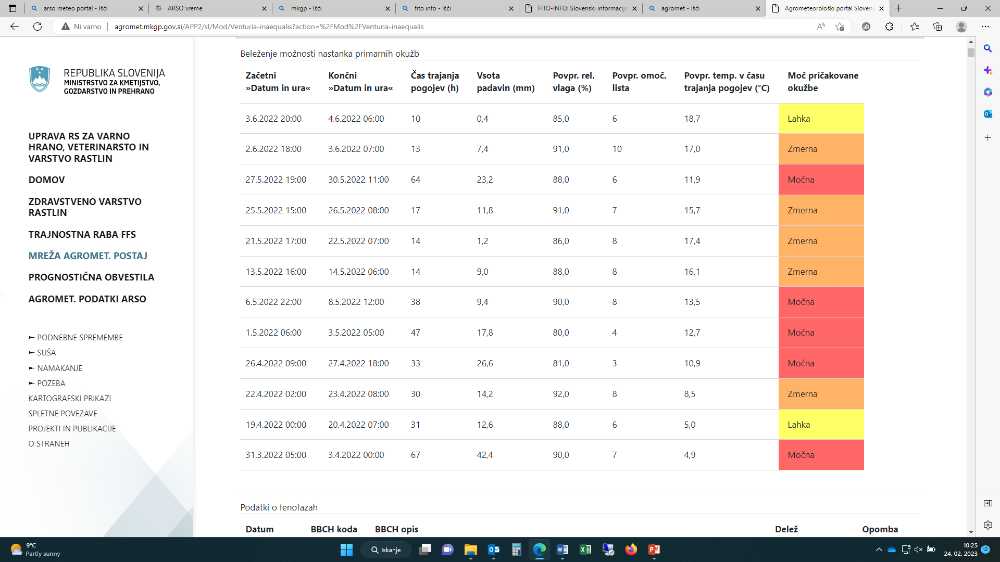 arso meteo portal - Išči
ARSO vreme
mkgp - Išči
fito info - Išči
FITO-INFO: Slovenski informacijs
agromet - Išči
Agrometeorološki portal Sloveni
Ni varno
agromet.mkgp.gov.si/APP2/sl/Mod/Venturia-inaequalis?action=%2FMod%2FVenturia-inaequalis
REPUBLIKA SLOVENIJA
MINISTRSTVO ZA KMETIJSTVO,
GOZDARSTVO IN PREHRANO
UPRAVA RS ZA VARNO
HRANO, VETERINARSTO IN
VARSTVO RASTLIN
DOMOV
ZDRAVSTVENO VARSTVO
RASTLIN
TRAJNOSTNA RABA FFS
MREŽA AGROMET. POSTAJ
PROGNOSTIČNA OBVESTILA
AGROMET. PODATKI ARSO
PODNEBNE SPREMEMBE
SUŠA
NAMAKANJE
POZEBA
KARTOGRAFSKI PRIKAZI
SPLETNE POVEZAVE
PROJEKTI IN PUBLIKACIJE
O STRANEH
Beleženje možnosti nastanka primarnih okužb
Začetni Končni Čas trajanja Vsota Povpr. rel. Povpr. omoč. Povpr. temp. v času Moč pričakovane
»Datum in ura« »Datum in ura« pogojev (h) padavin (mm) vlaga (%) lista trajanja pogojev (°C) okužbe
3.6.2022 20:00 4.6.2022 06:00 10 0,4 85,0 6 18,7 Lahka
2.6.2022 18:00 3.6.2022 07:00 13 7,4 91,0 10 17,0 Zmerna
27.5.2022 19:00 30.5.2022 11:00 64 23,2 88,0 6 11,9 Močna
25.5.2022 15:00 26.5.2022 08:00 17 11,8 91,0 7 15,7 Zmerna
21.5.2022 17:00 22.5.2022 07:00 14 1,2 86,0 8 17,4 Zmerna
13.5.2022 16:00 14.5.2022 06:00 14 9,0 88,0 8 16,1 Zmerna
6.5.2022 22:00 8.5.2022 12:00 38 9,4 90,0 8 13,5 Močna
1.5.2022 06:00 3.5.2022 05:00 47 17,8 80,0 4 12,7 Močna
26.4.2022 09:00 27.4.2022 18:00 33 26,6 81,0 3 10,9 Močna
22.4.2022 02:00 23.4.2022 08:00 30 14,2 92,0 8 8,5 Zmerna
19.4.2022 00:00 20.4.2022 07:00 31 12,6 88,0 6 5,0 Lahka
31.3.2022 05:00 3.4.2022 00:00 67 42,4 90,0 7 4,9 Močna
Podatki o fenofazah
Datum BBCH koda BBCH opis Delež Opomba
9°C
Partly sunny
Iskanje
10:25
24. 02. 2023
12